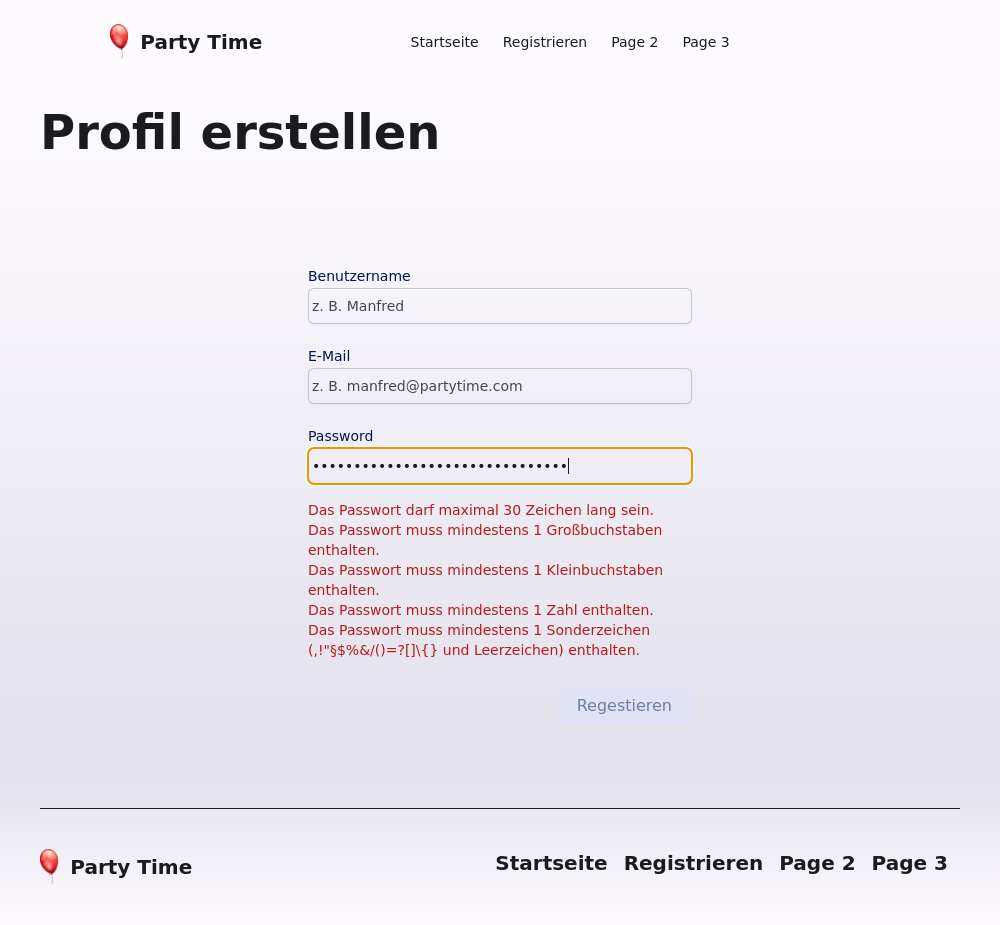 Party Time
Startseite Registrieren Page 2 Page 3
Profil erstellen
Benutzername
z. B. Manfred
E-Mail
z. B. manfred@partytime.com
Password
•••••••••••••••••••••••••••••••
Das Passwort darf maximal 30 Zeichen lang sein.
Das Passwort muss mindestens 1 Großbuchstaben
enthalten.
Das Passwort muss mindestens 1 Kleinbuchstaben
enthalten.
Das Passwort muss mindestens 1 Zahl enthalten.
Das Passwort muss mindestens 1 Sonderzeichen
(,!"§$%&/()=?[]\{} und Leerzeichen) enthalten.
Regestieren
Party Time
Startseite Registrieren Page 2 Page 3